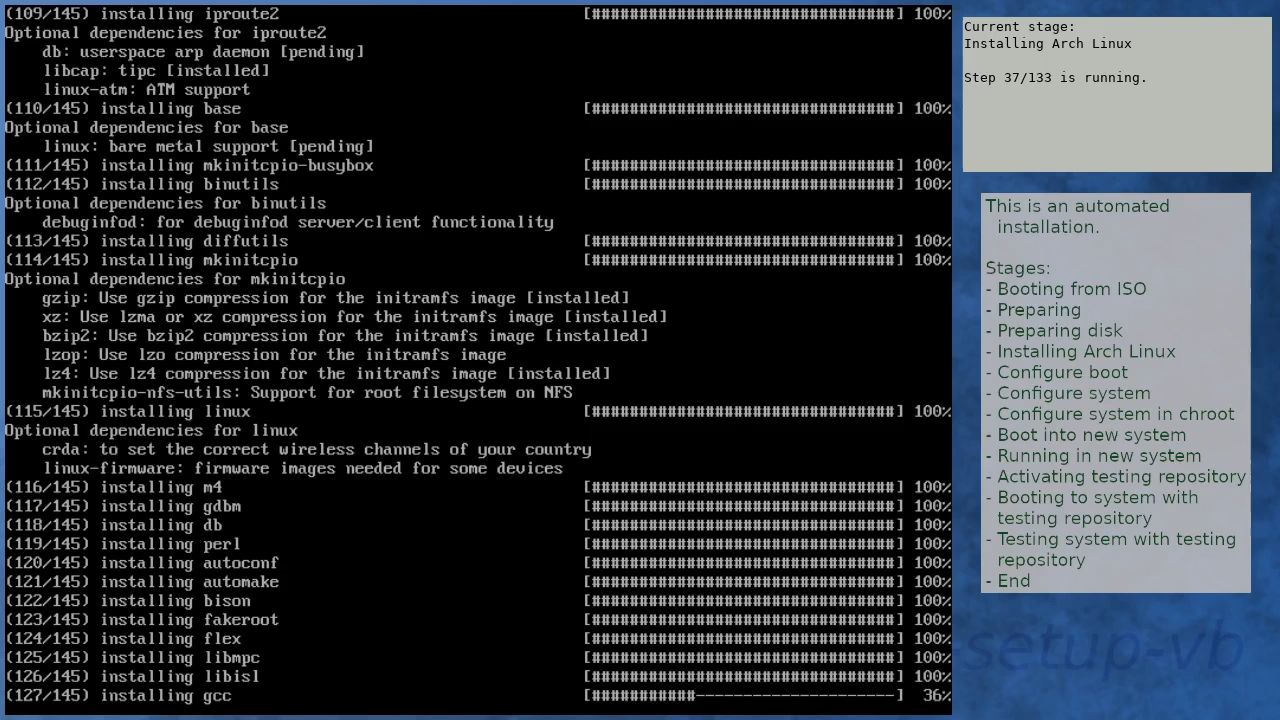 (109/145) installing iproute2 [################################] 100%
Optional dependencies for iproute2
    db: userspace arp daemon [pending]
    libcap: tipc [installed]
    linux-atm: ATM support
(110/145) installing base [################################] 100%
Optional dependencies for base
    linux: bare metal support [pending]
(111/145) installing mkinitcpio-busybox [################################] 100%
(112/145) installing binutils [################################] 100%
Optional dependencies for binutils
    debuginfod: for debuginfod server/client functionality
(113/145) installing diffutils [################################] 100%
(114/145) installing mkinitcpio [################################] 100%
Optional dependencies for mkinitcpio
    gzip: Use gzip compression for the initramfs image [installed]
    xz: Use lzma or xz compression for the initramfs image [installed]
    bzip2: Use bzip2 compression for the initramfs image [installed]
    lzop: Use lzo compression for the initramfs image
    lz4: Use lz4 compression for the initramfs image [installed]
    mkinitcpio-nfs-utils: Support for root filesystem on NFS
(115/145) installing linux [################################] 100%
Optional dependencies for linux
    crda: to set the correct wireless channels of your country
    linux-firmware: firmware images needed for some devices
(116/145) installing m4 [################################] 100%
(117/145) installing gdbm [################################] 100%
(118/145) installing db [################################] 100%
(119/145) installing perl [################################] 100%
(120/145) installing autoconf [################################] 100%
(121/145) installing automake [################################] 100%
(122/145) installing bison [################################] 100%
(123/145) installing fakeroot [################################] 100%
(124/145) installing flex [################################] 100%
(125/145) installing libmpc [################################] 100%
(126/145) installing libisl [################################] 100%
(127/145) installing gcc [###########---------------------] 36%
Current stage:
Installing Arch Linux
Step 37/133 is running.
This is an automated
installation.
Stages:
- Booting from ISO
- Preparing
- Preparing disk
- Installing Arch Linux
- Configure boot
- Configure system
- Configure system in chroot
- Boot into new system
- Running in new system
- Activating testing repository
- Booting to system with
testing repository
- Testing system with testing
repository
- End
-setup-vb